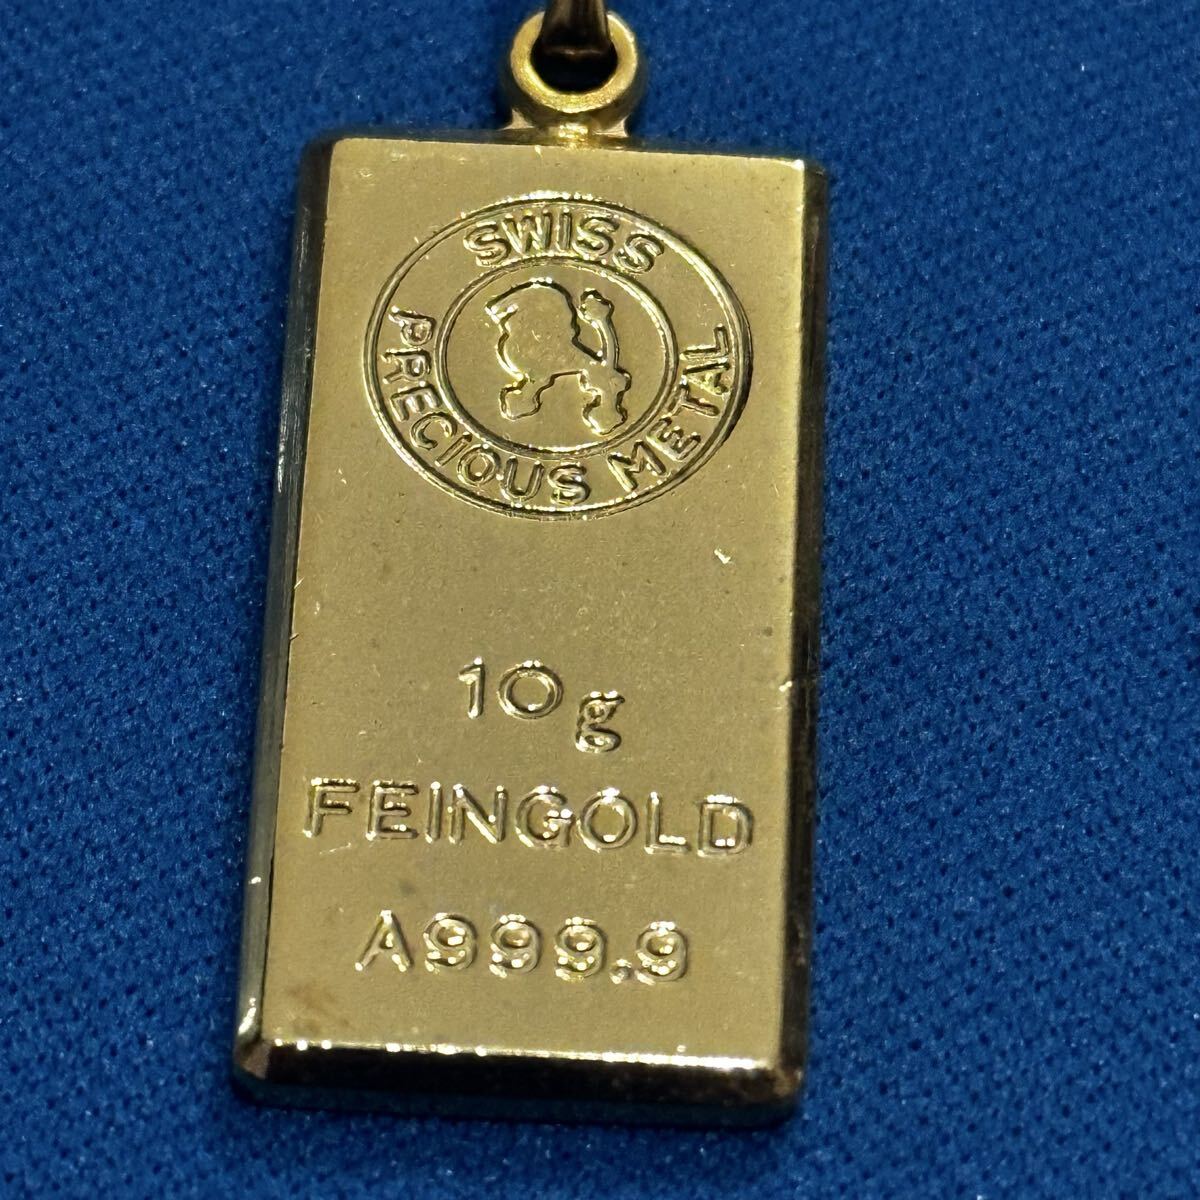 SWISS
PRECIOUS METAL
10g
FEINGOLD
A999.9